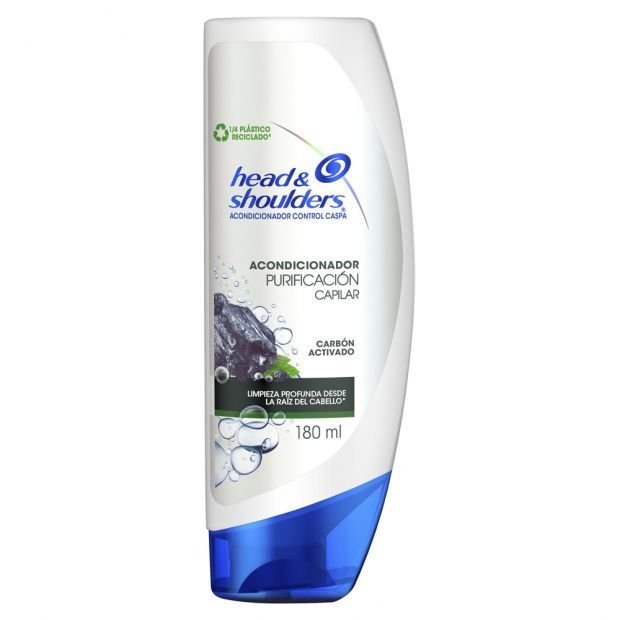 1/4 PLÁSTICO
RECICLADO*
head &
shoulders®
ACONDICIONADOR CONTROL CASPA
ACONDICIONADOR
PURIFICACIÓN
CAPILAR
CARBÓN
ACTIVADO
LIMPIEZA PROFUNDA DESDE
LA RAÍZ DEL CABELLO*
180 ml